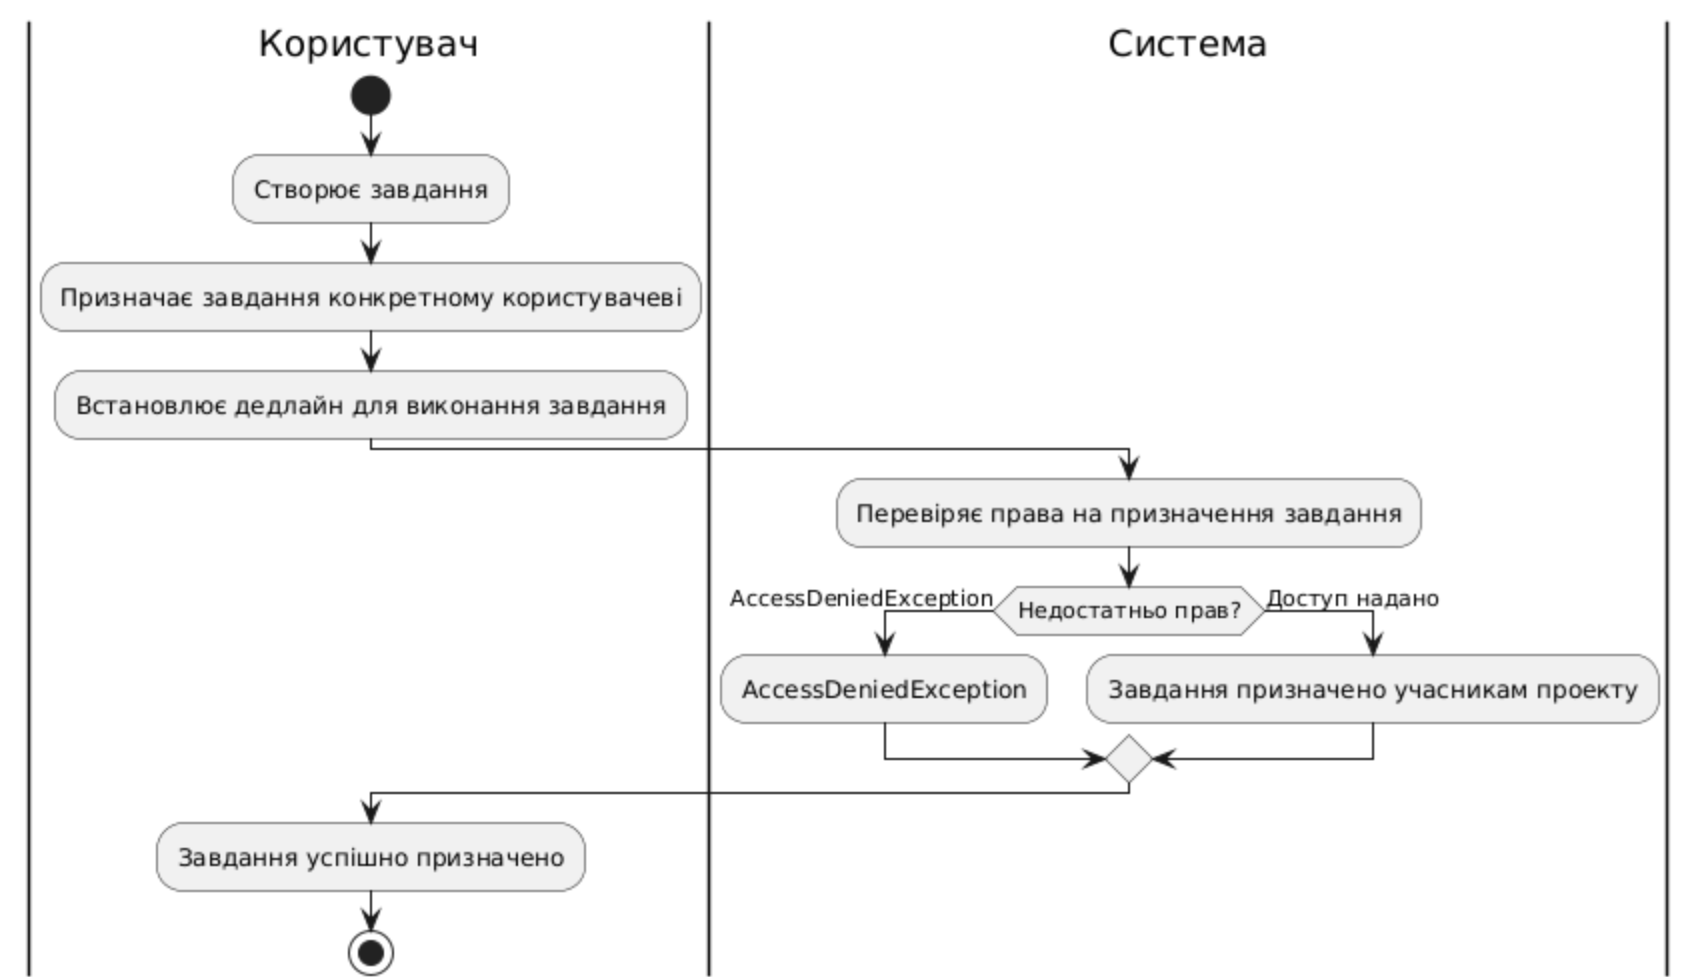 Користувач
Система
Створює завдання
Призначає завдання конкретному користувачеві
Встановлює дедлайн для виконання завдання
Перевіряє права на призначення завдання
AccessDeniedException
Недостатньо прав?
Доступ надано
AccessDeniedException
Завдання призначено учасникам проекту
Завдання успішно призначено